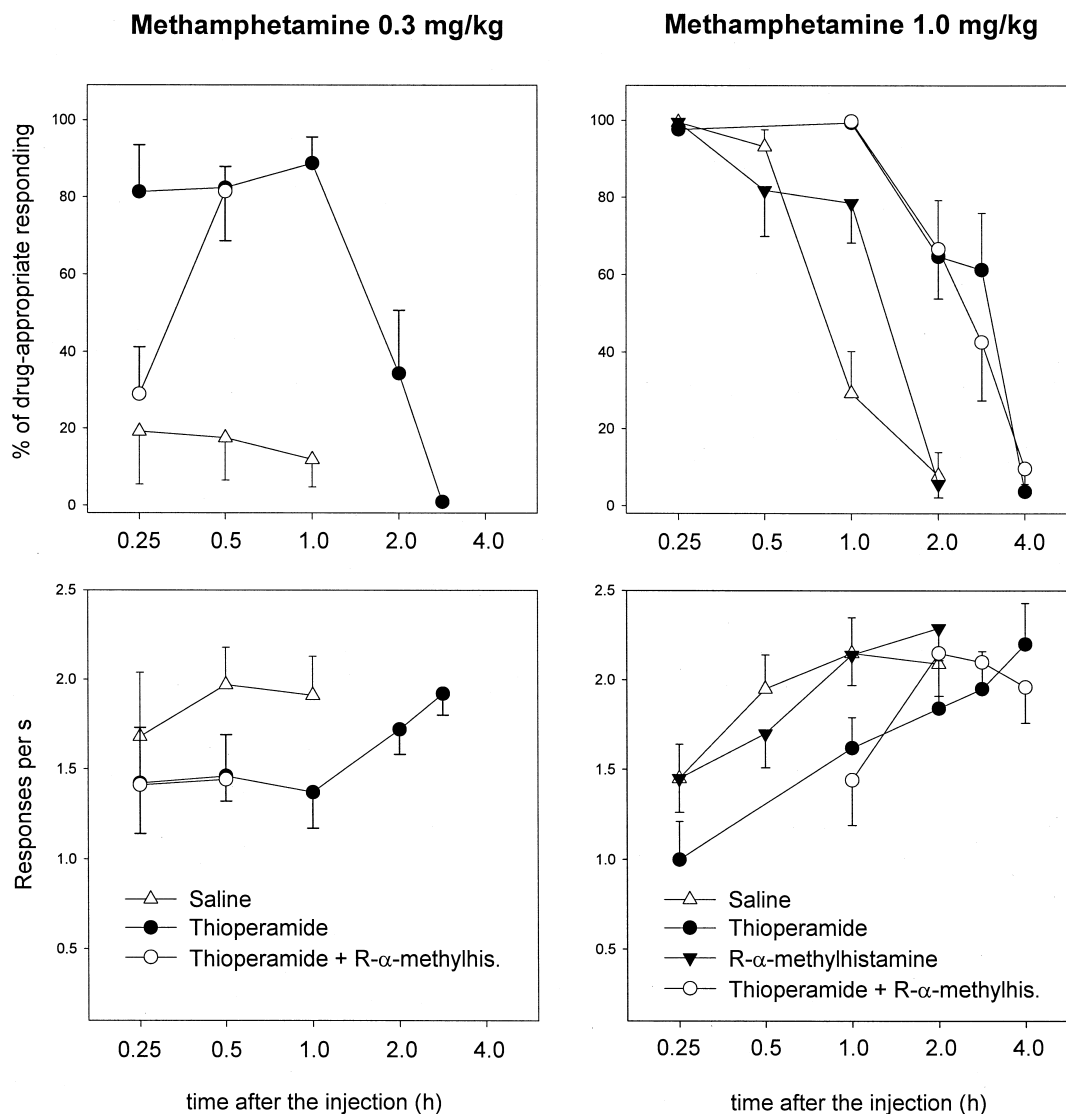 Methamphetamine 0.3 mg/kg
Methamphetamine 1.0 mg/kg
% of drug-appropriate responding
100
80
60
40
20
0
0.25 0.5 1.0 2.0 4.0
100
80
60
40
20
0
0.25 0.5 1.0 2.0 4.0
Responses per s
2.5
2.0
1.5
1.0
0.5
Saline
Thioperamide
Thioperamide + R-α-methylhis.
0.25 0.5 1.0 2.0 4.0
time after the injection (h)
2.5
2.0
1.5
1.0
0.5
Saline
Thioperamide
R-α-methylhistamine
Thioperamide + R-α-methylhis.
0.25 0.5 1.0 2.0 4.0
time after the injection (h)